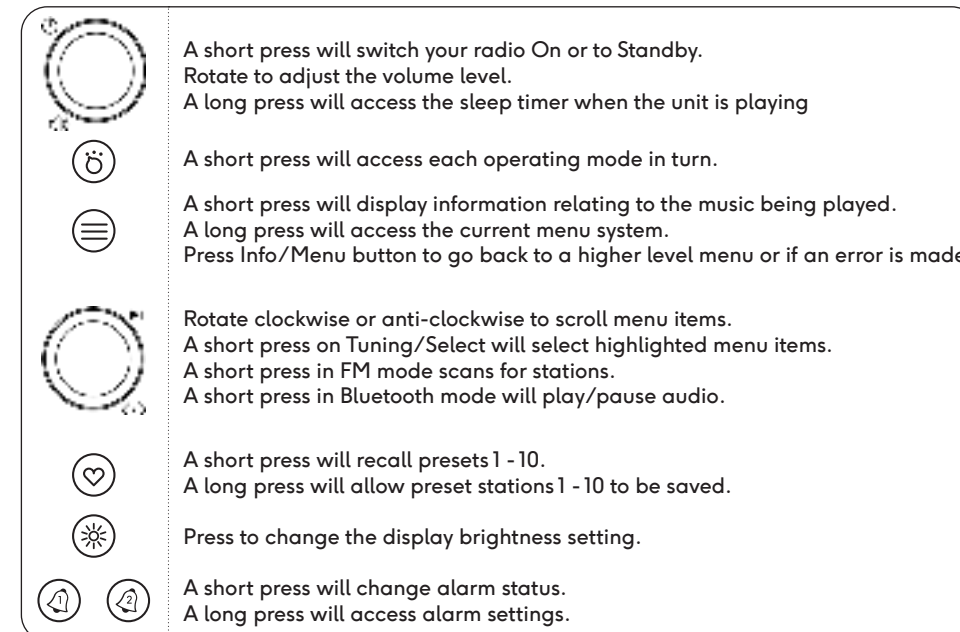 A short press will switch your radio On or to Standby.
Rotate to adjust the volume level.
A long press will access the sleep timer when the unit is playing
A short press will access each operating mode in turn.
A short press will display information relating to the music being played.
A long press will access the current menu system.
Press Info/Menu button to go back to a higher level menu or if an error is made
Rotate clockwise or anti-clockwise to scroll menu items.
A short press on Tuning/Select will select highlighted menu items.
A short press in FM mode scans for stations.
A short press in Bluetooth mode will play/pause audio.
A short press will recall presets 1 - 10.
A long press will allow preset stations 1 - 10 to be saved.
Press to change the display brightness setting.
1 2
A short press will change alarm status.
A long press will access alarm settings.